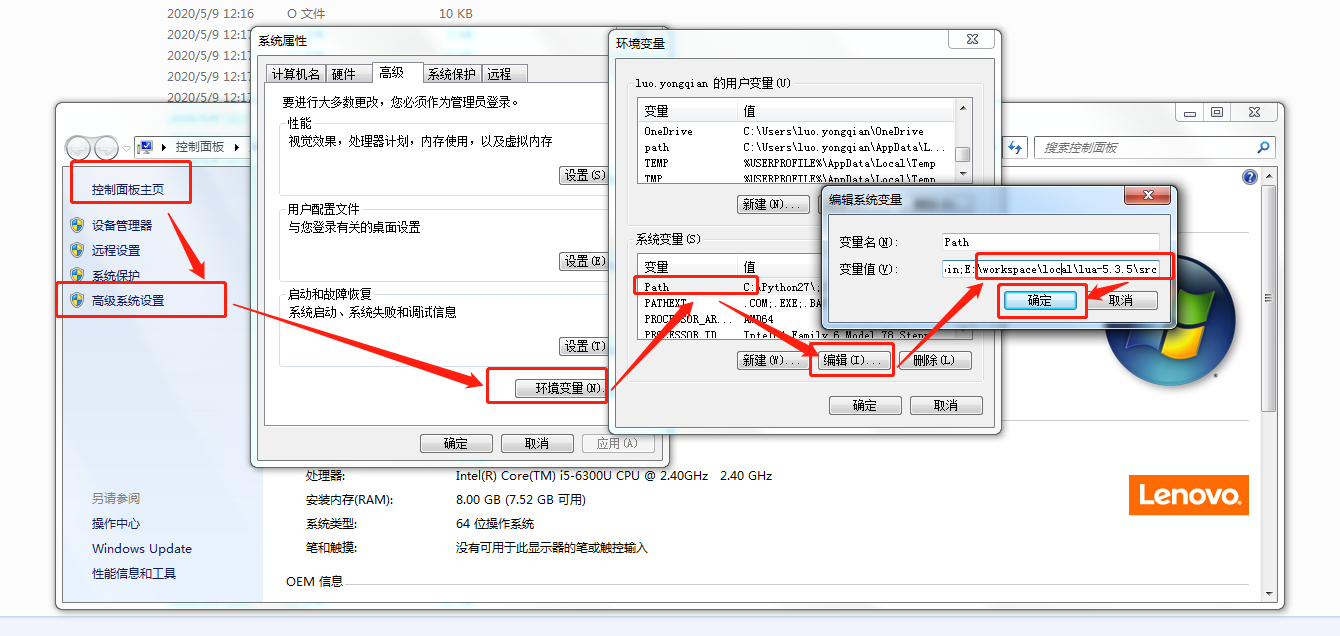 2020/5/9 12:16 O 文件 10 KB
2020/5/9 12:17
2020/5/9 12:17
2020/5/9 12:17
2020/5/9 12:17
控制面板
控制面板主页
设备管理器
远程设置
系统保护
高级系统设置
另请参阅
操作中心
Windows Update
性能信息和工具
系统属性
计算机名 硬件 高级 系统保护 远程
要进行大多数更改，您必须作为管理员登录。
性能
视觉效果，处理器计划，内存使用，以及虚拟内存
设置(S)
用户配置文件
与您登录有关的桌面设置
设置(E)
启动和故障恢复
系统启动、系统失败和调试信息
设置(T)
环境变量(N).
确定 取消 应用(A)
环境变量
luo.yongqian 的用户变量(U)
变量 值
OneDrive C:\Users\luo.yongqian\OneDrive
path C:\Users\luo.yongqian\AppData\L...
TEMP %USERPROFILE%\AppData\Local\Temp
TMP %USERPROFILE%\AppData\Local\Temp
新建(N)...
系统变量(S)
变量 值
Path C:\Python27\;
PATHEXT .COM;.EXE;.BA
PROCESSOR_AR... AMD64
PROCESSOR_ID Intel64 Family 6 Model 78 Step
新建(W)... 编辑(I)... 删除(L)
确定 取消
编辑系统变量
变量名(N): Path
变量值(V): in;E:\workspace\local\lua-5.3.5\src
确定 取消
搜索控制面板
处理器: Intel(R) Core(TM) i5-6300U CPU @ 2.40GHz 2.40 GHz
安装内存(RAM): 8.00 GB (7.52 GB 可用)
系统类型: 64 位操作系统
笔和触摸: 没有可用于此显示器的笔或触控输入
OEM 信息
Lenovo